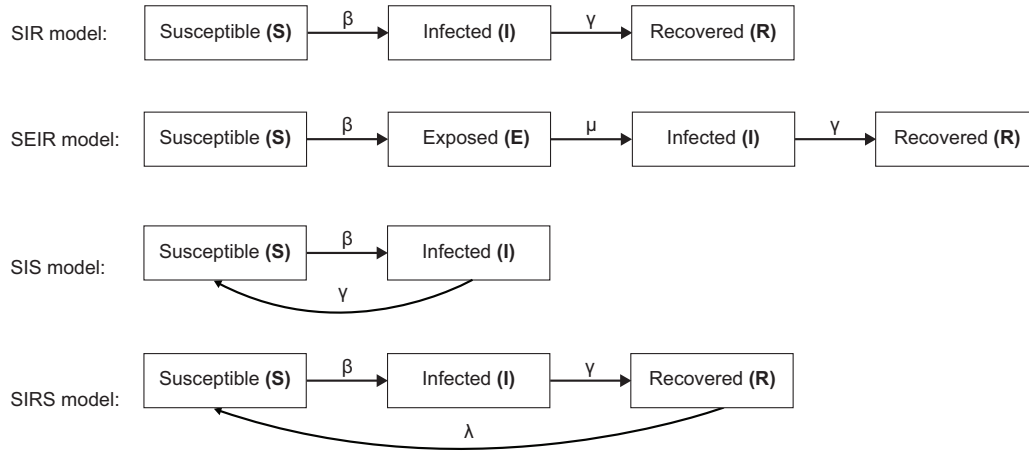 β γ
SIR model: Susceptible (S) Infected (I) Recovered (R)
β μ γ
SEIR model: Susceptible (S) Exposed (E) Infected (I) Recovered (R)
β
Susceptible (S) Infected (I)
SIS model:
γ
β γ
Susceptible (S) Infected (I) Recovered (R)
SIRS model:
λ